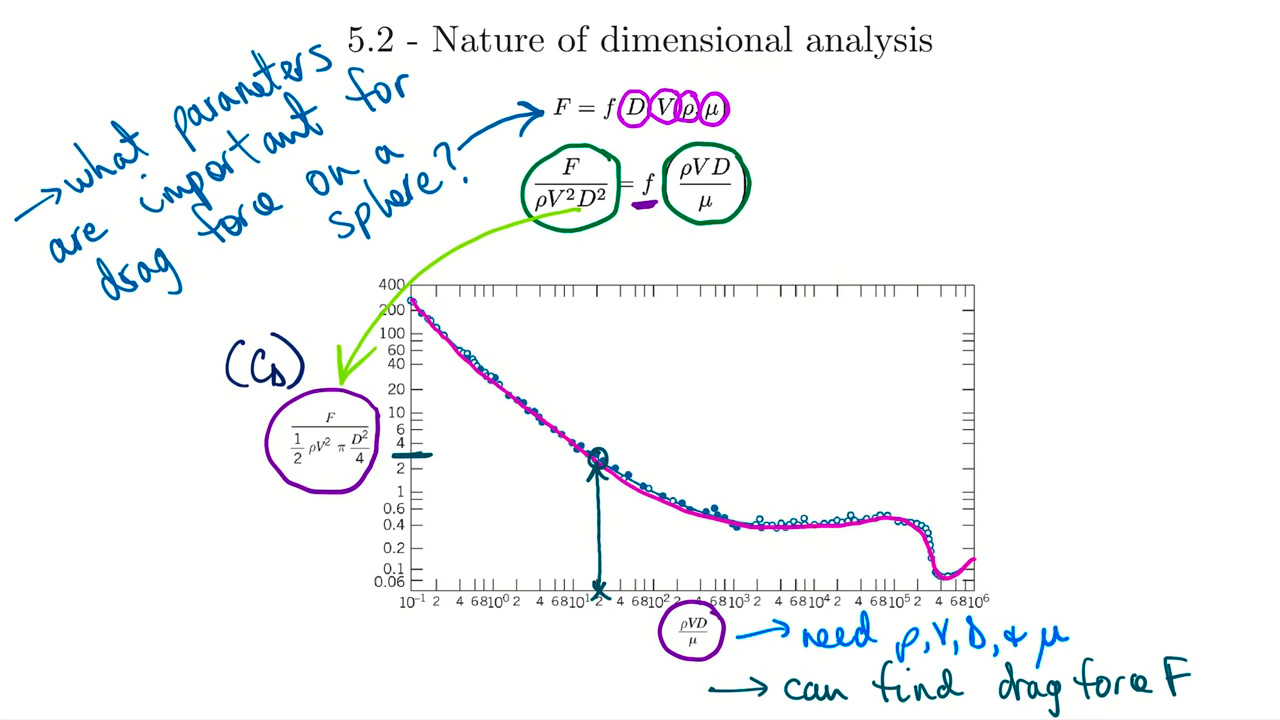 5.2 - Nature of dimensional analysis
→ what parameters
are important for
drag force on a
sphere?
F = f(D, V, ρ, μ)
F/ρV²D² = f(ρVD/μ)
(C_D)
F / ½ ρV² π D²/4
400
200
100
60
40
20
10
6
4
2
1
0.6
0.4
0.2
0.1
0.06
10⁻¹ 2 4 6 8 10⁰ 2 4 6 8 10¹ 2 4 6 8 10² 2 4 6 8 10³ 2 4 6 8 10⁴ 2 4 6 8 10⁵ 2 4 6 8 10⁶
ρVD/μ
→ need ρ, V, D, & μ
→ can find drag force F